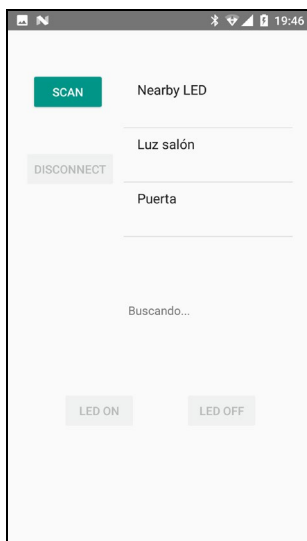 19:46
SCAN
Nearby LED
Luz salón
DISCONNECT
Puerta
Buscando...
LED ON
LED OFF